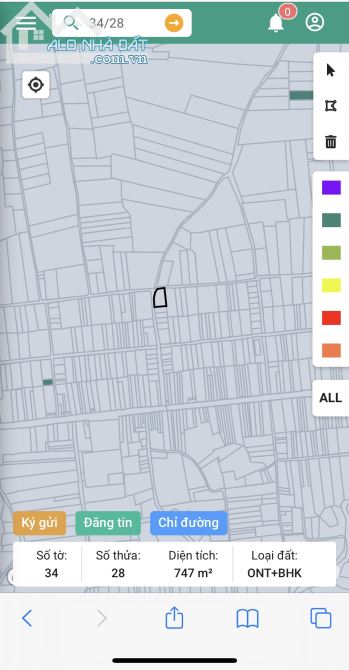 0
34/28
ALO NHÀ ĐẤT
.com.vn
ALL
Ký gửi Đăng tin Chỉ đường
Số tờ: Số thửa: Diện tích: Loại đất:
34 28 747 m² ONT+BHK